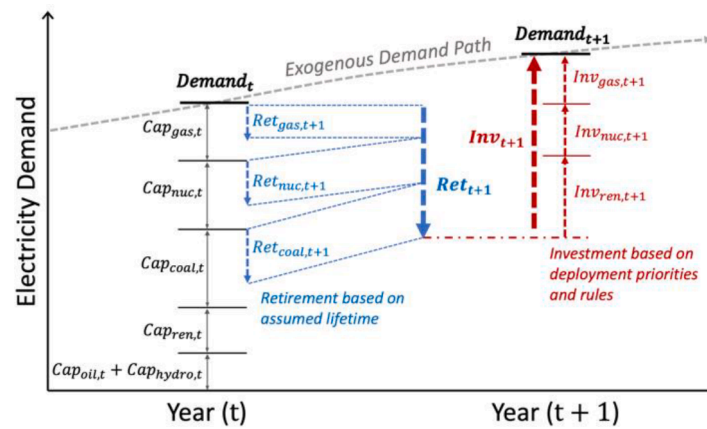 Exogenous Demand Path
Demand_t+1
Demand_t
Inv_gas,t+1
Cap_gas,t
Ret_gas,t+1
Inv_t+1
Inv_nuc,t+1
Cap_nuc,t
Ret_nuc,t+1
Ret_t+1
Inv_ren,t+1
Cap_coal,t
Ret_coal,t+1
Retirement based on
assumed lifetime
Investment based on
deployment priorities
and rules
Cap_ren,t
Cap_oil,t + Cap_hydro,t
Electricity Demand
Year (t)
Year (t + 1)